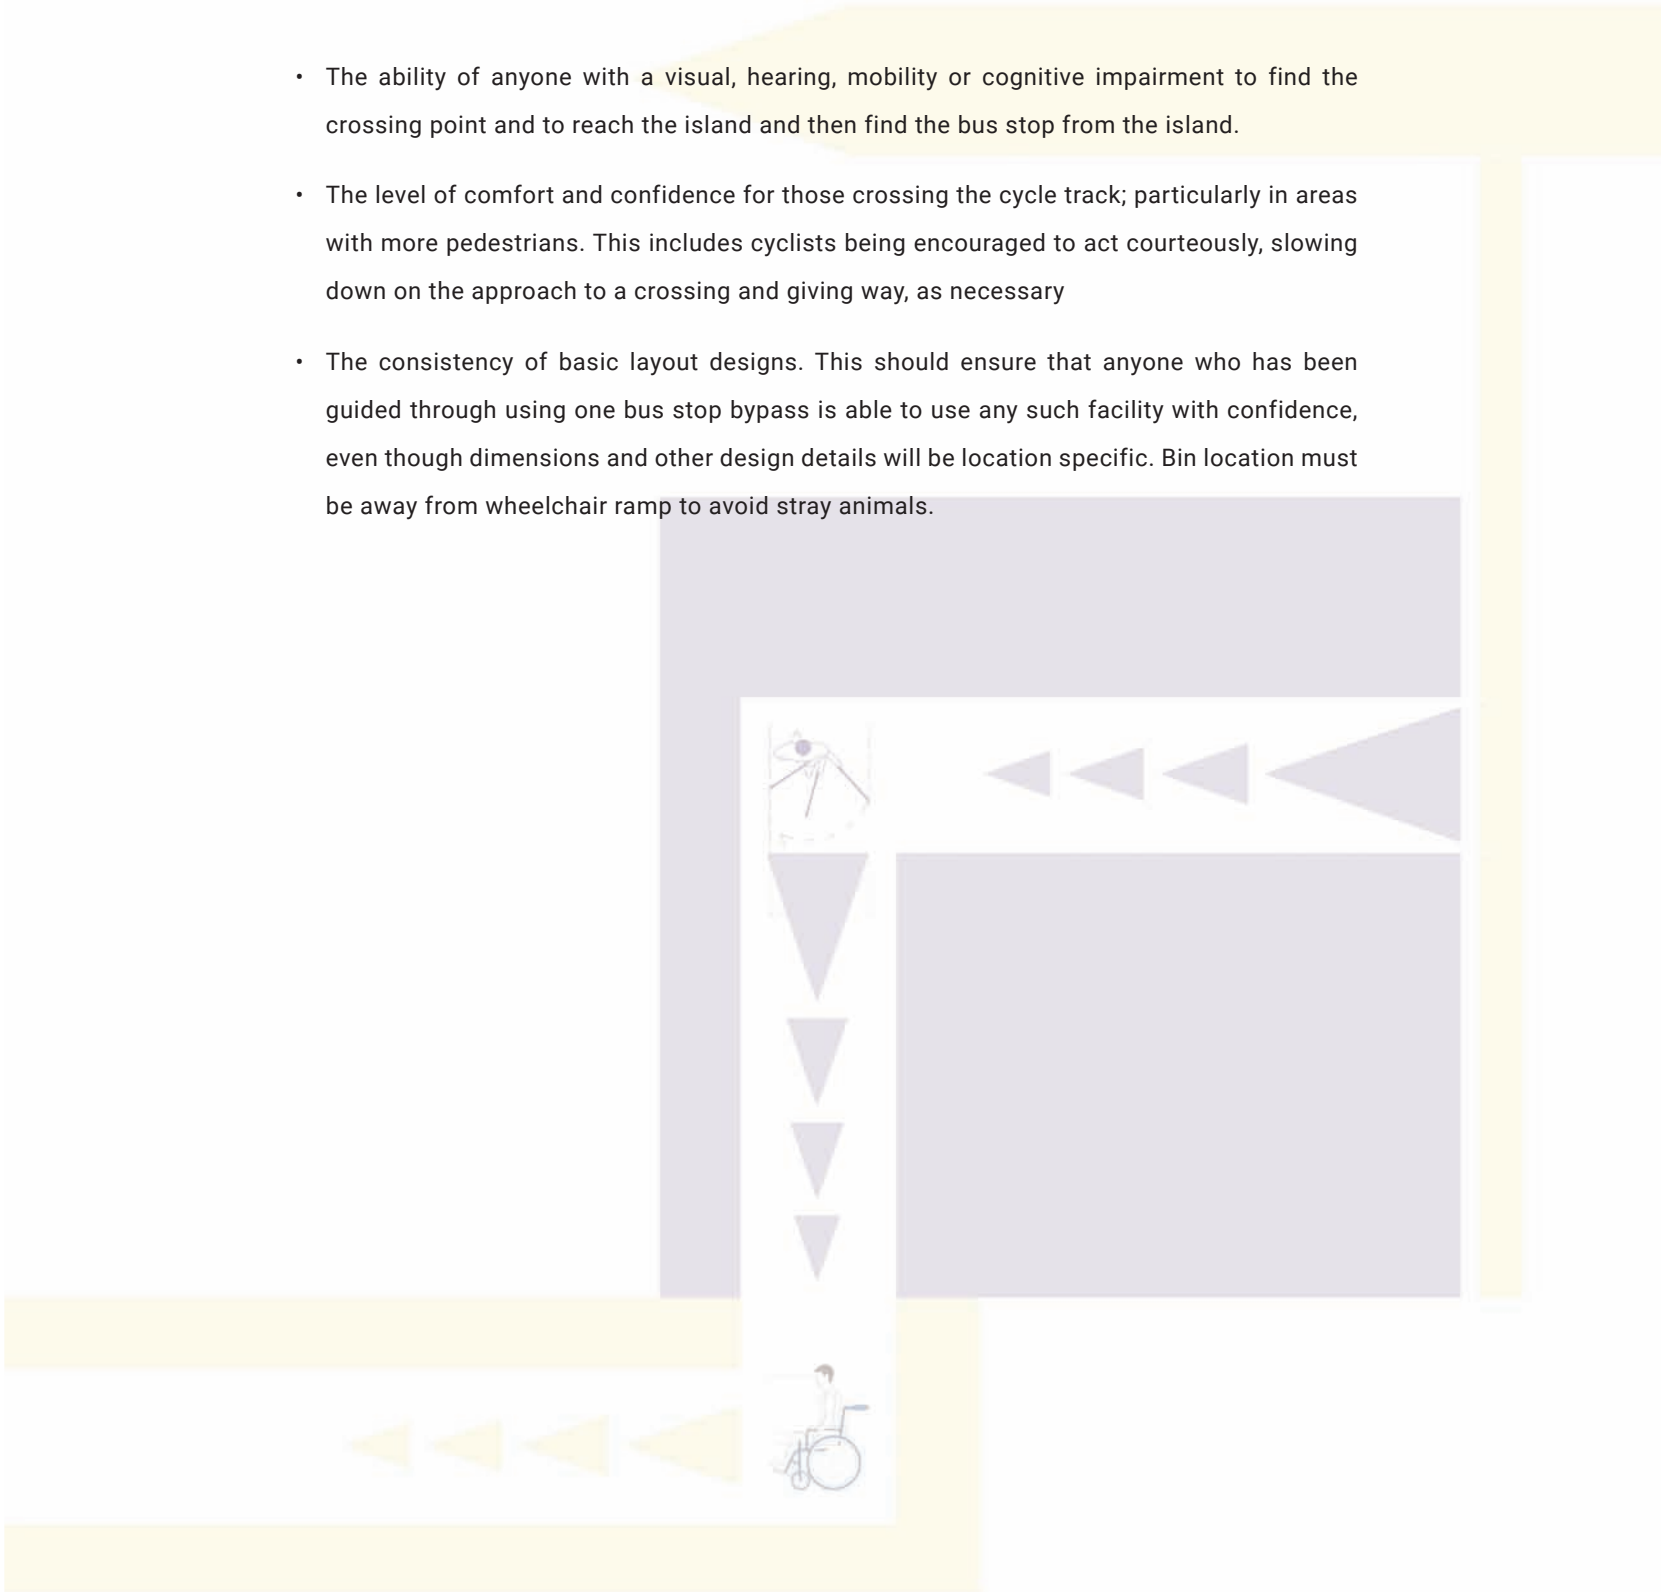 • The ability of anyone with a visual, hearing, mobility or cognitive impairment to find the
crossing point and to reach the island and then find the bus stop from the island.
• The level of comfort and confidence for those crossing the cycle track; particularly in areas
with more pedestrians. This includes cyclists being encouraged to act courteously, slowing
down on the approach to a crossing and giving way, as necessary
• The consistency of basic layout designs. This should ensure that anyone who has been
guided through using one bus stop bypass is able to use any such facility with confidence,
even though dimensions and other design details will be location specific. Bin location must
be away from wheelchair ramp to avoid stray animals.